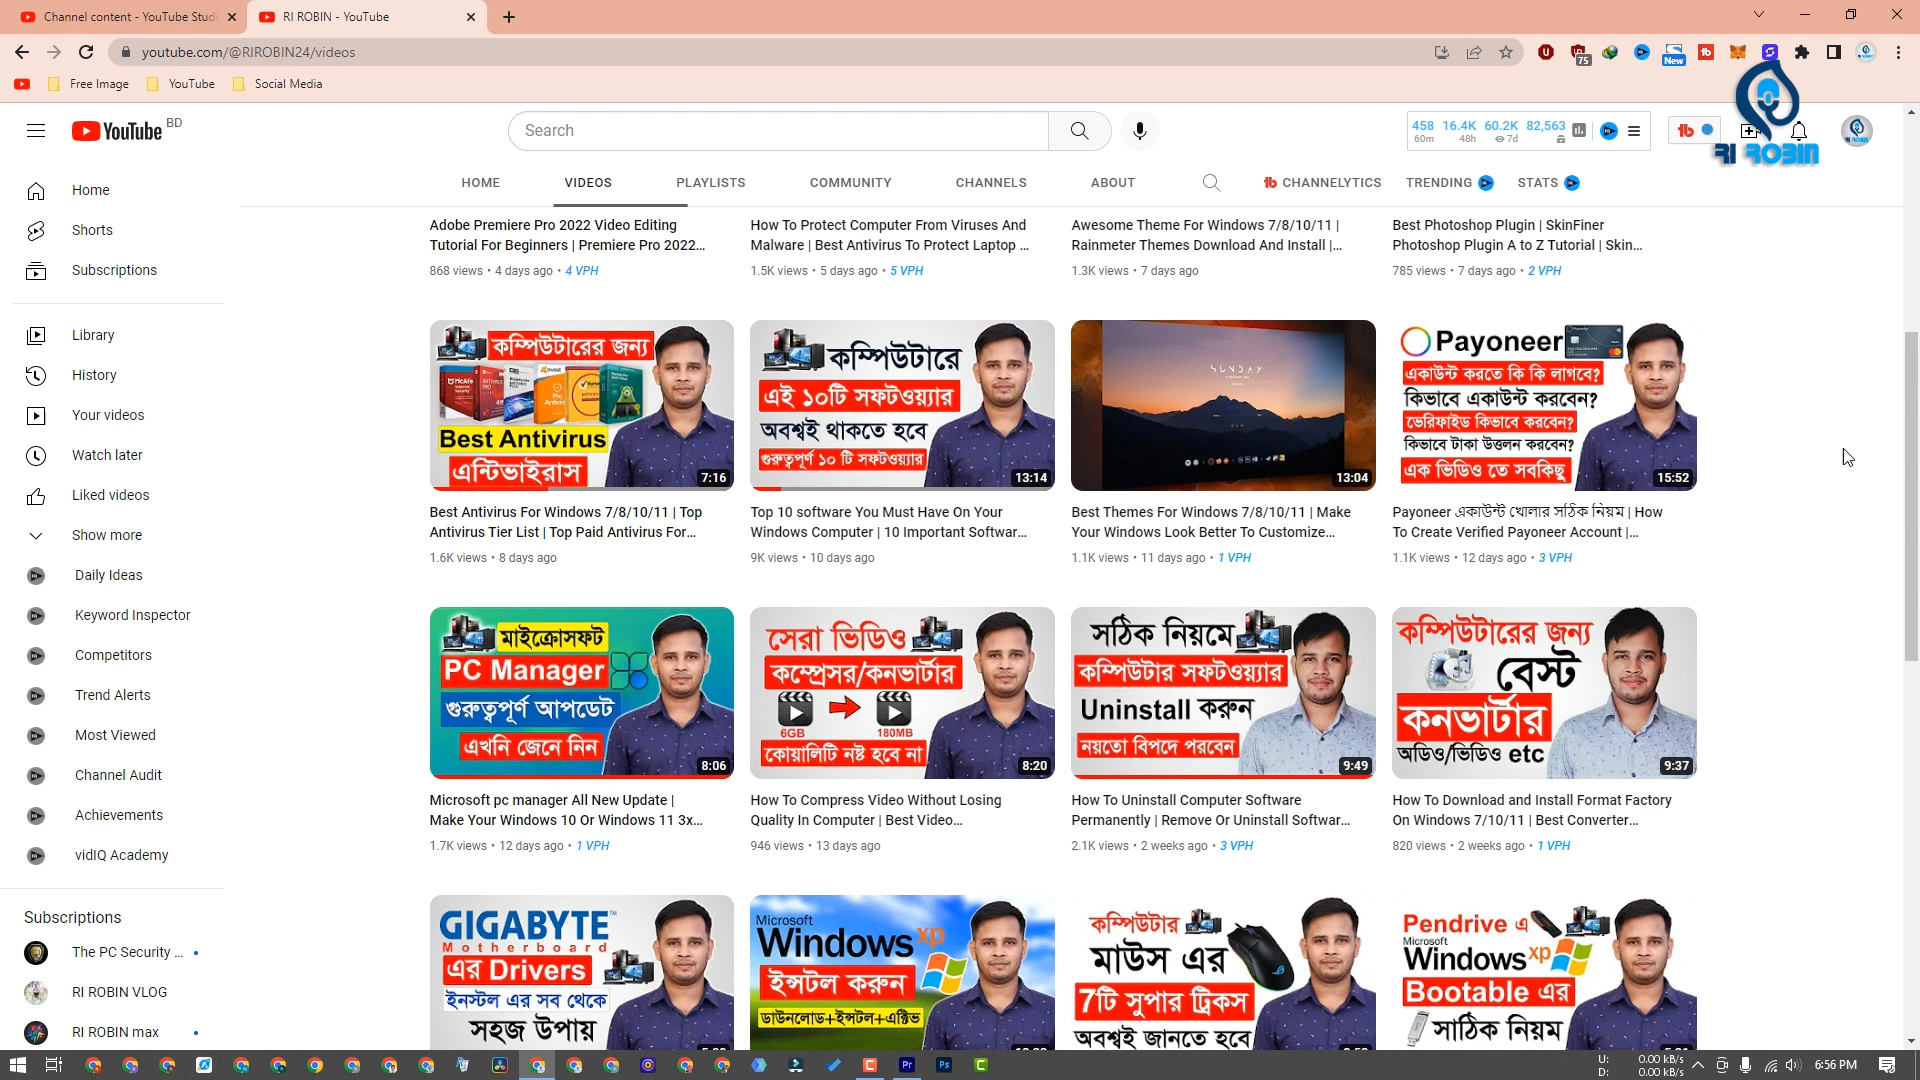 Channel content - YouTube Studi
RI ROBIN - YouTube
youtube.com/@RIROBIN24/videos
75
New
Free Image
YouTube
Social Media
YouTube BD
Search
458 16.4K 60.2K 82,563
60m 48h 7d
RI ROBIN
HOME
VIDEOS
PLAYLISTS
COMMUNITY
CHANNELS
ABOUT
CHANNELYTICS
TRENDING
STATS
Home
Shorts
Subscriptions
Library
History
Your videos
Watch later
Liked videos
Show more
Daily Ideas
Keyword Inspector
Competitors
Trend Alerts
Most Viewed
Channel Audit
Achievements
vidIQ Academy
Subscriptions
The PC Security ...
RI ROBIN VLOG
RI ROBIN max
Adobe Premiere Pro 2022 Video Editing
Tutorial For Beginners | Premiere Pro 2022...
868 views • 4 days ago • 4 VPH
How To Protect Computer From Viruses And
Malware | Best Antivirus To Protect Laptop ...
1.5K views • 5 days ago • 5 VPH
Awesome Theme For Windows 7/8/10/11 |
Rainmeter Themes Download And Install |...
1.3K views • 7 days ago
Best Photoshop Plugin | SkinFiner
Photoshop Plugin A to Z Tutorial | Skin...
785 views • 7 days ago • 2 VPH
কম্পিউটারের জন্য
Best Antivirus
এন্টিভাইরাস
7:16
Best Antivirus For Windows 7/8/10/11 | Top
Antivirus Tier List | Top Paid Antivirus For...
1.6K views • 8 days ago
কম্পিউটারে
এই ১০টি সফটওয়্যার
অবশ্বই থাকতে হবে
গুরুত্বপূর্ণ ১০ টি সফটওয়্যার
13:14
Top 10 software You Must Have On Your
Windows Computer | 10 Important Softwar...
9K views • 10 days ago
SUNDAY
13:04
Best Themes For Windows 7/8/10/11 | Make
Your Windows Look Better To Customize...
1.1K views • 11 days ago • 1 VPH
Payoneer
একাউন্ট করতে কি কি লাগবে?
কিভাবে একাউন্ট করবেন?
ভেরিফাইড কিভাবে করবেন?
কিভাবে টাকা উত্তলন করবেন?
এক ভিডিও তে সবকিছু
15:52
Payoneer একাউন্ট খোলার সঠিক নিয়ম | How
To Create Verified Payoneer Account |...
1.1K views • 12 days ago • 3 VPH
মাইক্রোসফট
PC Manager
গুরুত্বপূর্ণ আপডেট
এখনি জেনে নিন
8:06
Microsoft pc manager All New Update |
Make Your Windows 10 Or Windows 11 3x...
1.7K views • 12 days ago • 1 VPH
সেরা ভিডিও
কম্প্রেসর/কনভার্টার
6GB 180MB
কোয়ালিটি নষ্ট হবে না
8:20
How To Compress Video Without Losing
Quality In Computer | Best Video...
946 views • 13 days ago
সঠিক নিয়মে
কম্পিউটার সফটওয়্যার
Uninstall করুন
নয়তো বিপদে পরবেন
9:49
How To Uninstall Computer Software
Permanently | Remove Or Uninstall Softwar...
2.1K views • 2 weeks ago • 3 VPH
কম্পিউটারের জন্য
বেস্ট
কনভার্টার
অডিও/ভিডিও etc
9:37
How To Download and Install Format Factory
On Windows 7/10/11 | Best Converter...
820 views • 2 weeks ago • 1 VPH
GIGABYTE™
Motherboard
এর Drivers
ইনস্টল এর সব থেকে
সহজ উপায়
Microsoft
Windows xp
ইন্সটল করুন
ডাউনলোড+ইন্সটল+এক্টিভ
কম্পিউটার
মাউস এর
7টি সুপার ট্রিকস
অবশ্বই জানতে হবে
Pendrive এ
Microsoft
Windows xp
Bootable এর
সাঠিক নিয়ম
U: 0.00 kB/s
D: 0.00 kB/s
6:56 PM